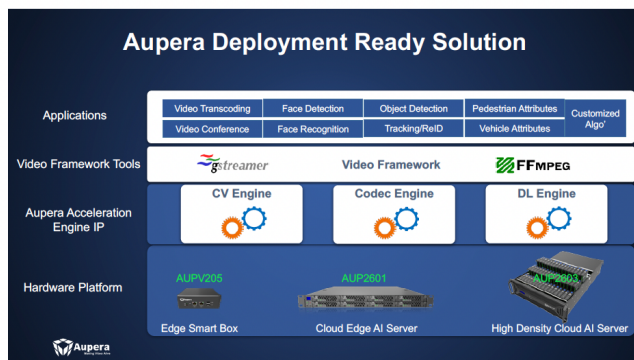 Aupera Deployment Ready Solution
Applications
Video Transcoding
Face Detection
Object Detection
Pedestrian Attributes
Customized
Algo'
Video Conference
Face Recognition
Tracking/ReID
Vehicle Attributes
Video Framework Tools
gstreamer
Video Framework
FFMPEG
Aupera Acceleration
Engine IP
CV Engine
Codec Engine
DL Engine
Hardware Platform
AUPV205
AUP2601
AUP2603
Edge Smart Box
Cloud Edge AI Server
High Density Cloud AI Server
Aupera